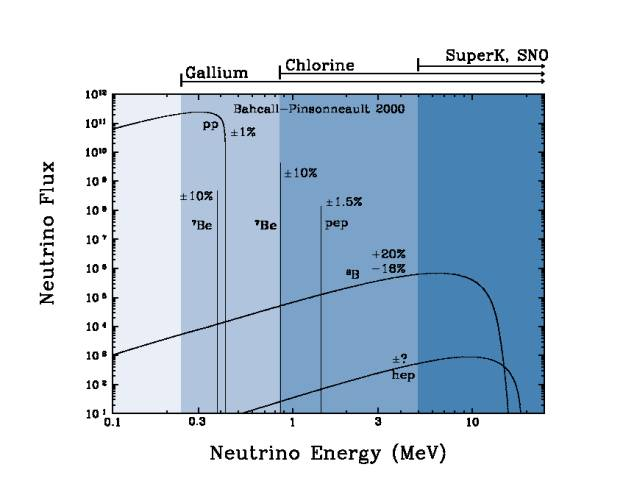 SuperK, SNO
Gallium
Chlorine
Bahcall-Pinsonneault 2000
pp
±1%
±10%
±10%
±1.5%
⁷Be
⁷Be
pep
+20%
-16%
⁸B
±?
hep
10¹²
10¹¹
10¹⁰
10⁹
10⁸
10⁷
10⁶
10⁵
10⁴
10³
10²
10¹
0.1
0.3
1
3
10
Neutrino Flux
Neutrino Energy (MeV)